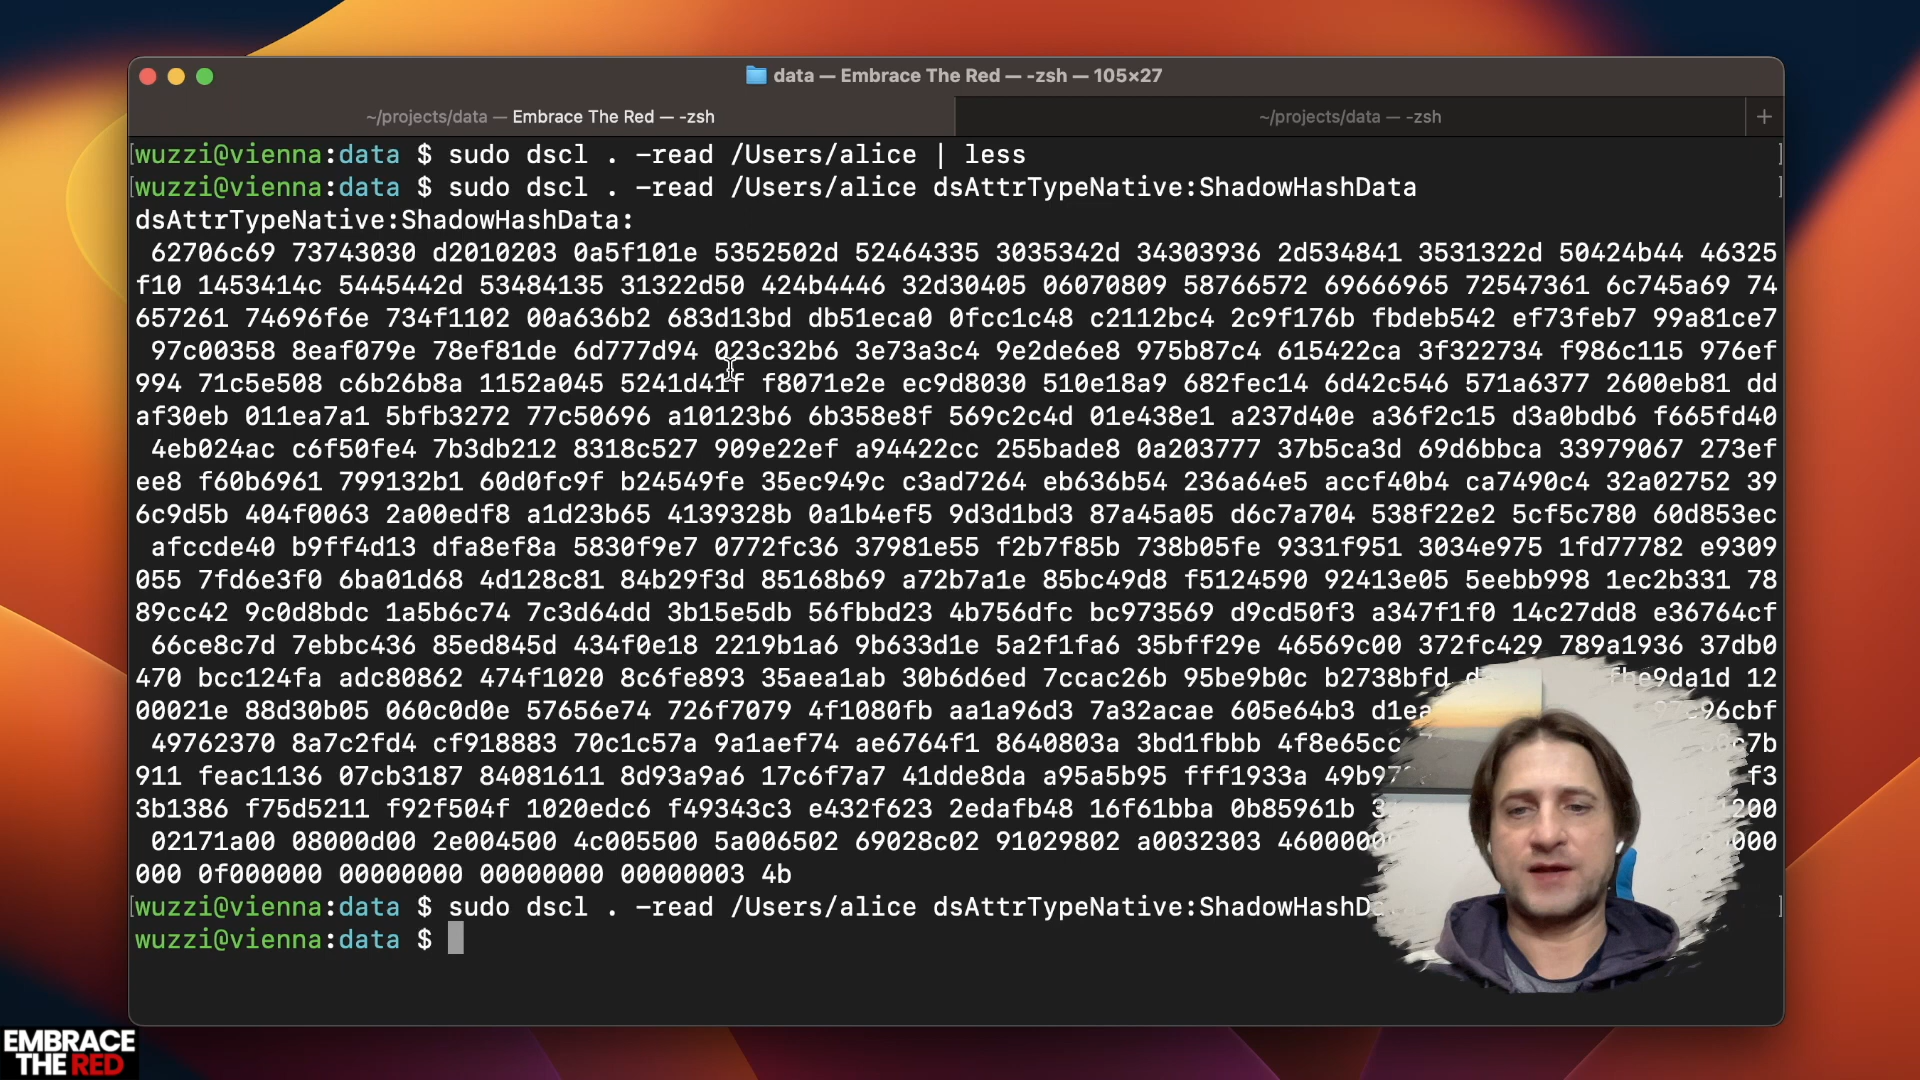 data — Embrace The Red — -zsh — 105×27
~/projects/data — Embrace The Red — -zsh
~/projects/data — -zsh
wuzzi@vienna:data $ sudo dscl . -read /Users/alice | less
wuzzi@vienna:data $ sudo dscl . -read /Users/alice dsAttrTypeNative:ShadowHashData
dsAttrTypeNative:ShadowHashData:
62706c69 73743030 d2010203 0a5f101e 5352502d 52464335 3035342d 34303936 2d534841 3531322d 50424b44 46325
f10 1453414c 5445442d 53484135 31322d50 424b4446 32d30405 06070809 58766572 69666965 72547361 6c745a69 74
657261 74696f6e 734f1102 00a636b2 683d13bd db51eca0 0fcc1c48 c2112bc4 2c9f176b fbdeb542 ef73feb7 99a81ce7
97c00358 8eaf079e 78ef81de 6d777d94 023c32b6 3e73a3c4 9e2de6e8 975b87c4 615422ca 3f322734 f986c115 976ef
994 71c5e508 c6b26b8a 1152a045 5241d41f f8071e2e ec9d8030 510e18a9 682fec14 6d42c546 571a6377 2600eb81 dd
af30eb 011ea7a1 5bfb3272 77c50696 a10123b6 6b358e8f 569c2c4d 01e438e1 a237d40e a36f2c15 d3a0bdb6 f665fd40
4eb024ac c6f50fe4 7b3db212 8318c527 909e22ef a94422cc 255bade8 0a203777 37b5ca3d 69d6bbca 33979067 273ef
ee8 f60b6961 799132b1 60d0fc9f b24549fe 35ec949c c3ad7264 eb636b54 236a64e5 accf40b4 ca7490c4 32a02752 39
6c9d5b 404f0063 2a00edf8 a1d23b65 4139328b 0a1b4ef5 9d3d1bd3 87a45a05 d6c7a704 538f22e2 5cf5c780 60d853ec
afccde40 b9ff4d13 dfa8ef8a 5830f9e7 0772fc36 37981e55 f2b7f85b 738b05fe 9331f951 3034e975 1fd77782 e9309
055 7fd6e3f0 6ba01d68 4d128c81 84b29f3d 85168b69 a72b7a1e 85bc49d8 f5124590 92413e05 5eebb998 1ec2b331 78
89cc42 9c0d8bdc 1a5b6c74 7c3d64dd 3b15e5db 56fbbd23 4b756dfc bc973569 d9cd50f3 a347f1f0 14c27dd8 e36764cf
66ce8c7d 7ebbc436 85ed845d 434f0e18 2219b1a6 9b633d1e 5a2f1fa6 35bff29e 46569c00 372fc429 789a1936 37db0
470 bcc124fa adc80862 474f1020 8c6fe893 35aea1ab 30b6d6ed 7ccac26b 95be9b0c b2738bfd fbe9da1d 12
00021e 88d30b05 060c0d0e 57656e74 726f7079 4f1080fb aa1a96d3 7a32acae 605e64b3 d1ea 96cbf
49762370 8a7c2fd4 cf918883 70c1c57a 9a1aef74 ae6764f1 8640803a 3bd1fbbb 4f8e65cc c7b
911 feac1136 07cb3187 84081611 8d93a9a6 17c6f7a7 41dde8da a95a5b95 fff1933a 49b97 f3
3b1386 f75d5211 f92f504f 1020edc6 f49343c3 e432f623 2edafb48 16f61bba 0b85961b 200
02171a00 08000d00 2e004500 4c005500 5a006502 69028c02 91029802 a0032303 4600000 000
000 0f000000 00000000 00000000 00000003 4b
wuzzi@vienna:data $ sudo dscl . -read /Users/alice dsAttrTypeNative:ShadowHashD
wuzzi@vienna:data $
EMBRACE
THE RED